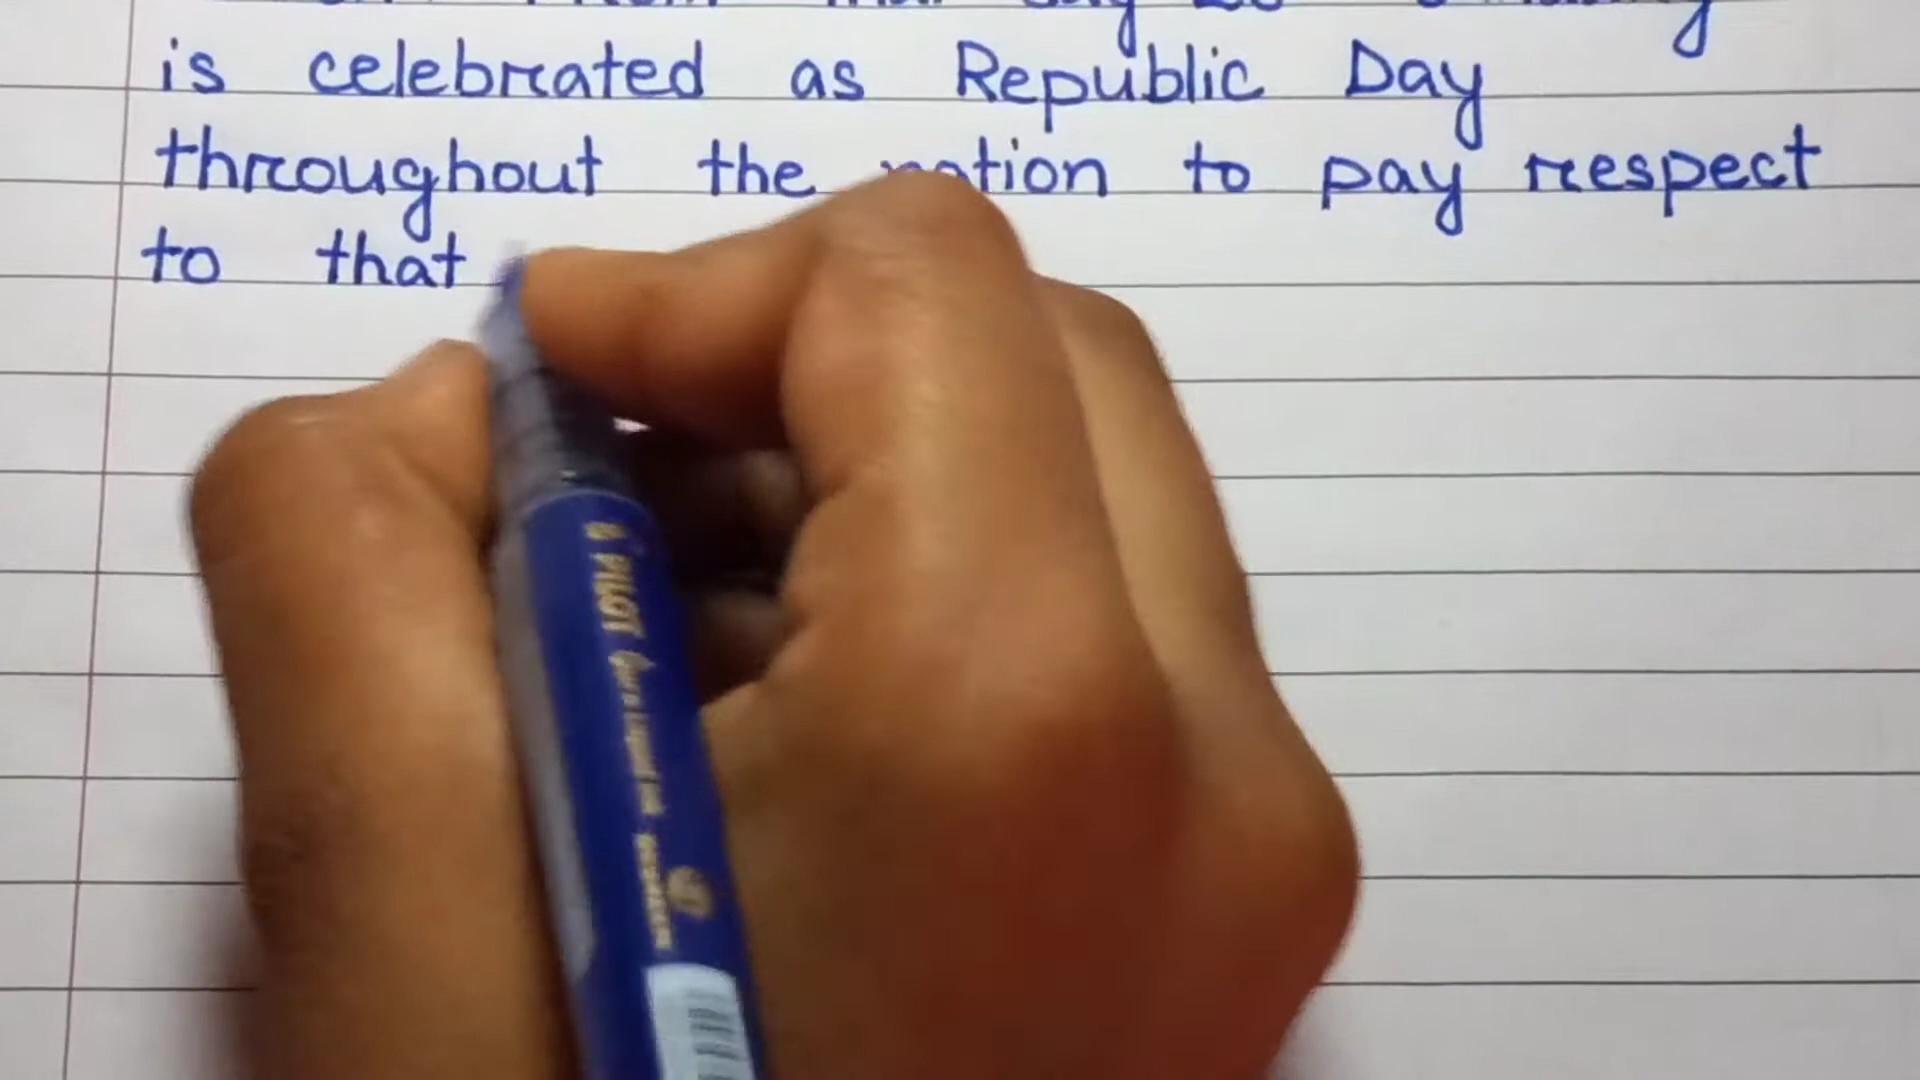 is celebrated as Republic Day
throughout the nation to pay respect
to that
PILOT